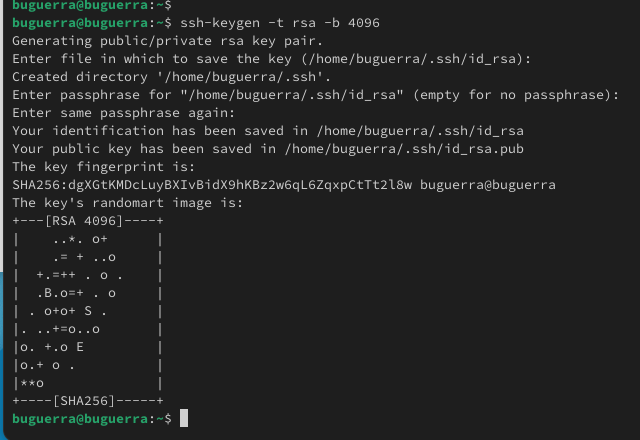 buguerra@buguerra:~$
buguerra@buguerra:~$ ssh-keygen -t rsa -b 4096
Generating public/private rsa key pair.
Enter file in which to save the key (/home/buguerra/.ssh/id_rsa):
Created directory '/home/buguerra/.ssh'.
Enter passphrase for "/home/buguerra/.ssh/id_rsa" (empty for no passphrase):
Enter same passphrase again:
Your identification has been saved in /home/buguerra/.ssh/id_rsa
Your public key has been saved in /home/buguerra/.ssh/id_rsa.pub
The key fingerprint is:
SHA256:dgXGtKMDcLuyBXIvBidX9hKBz2w6qL6ZqxpCtTt2l8w buguerra@buguerra
The key's randomart image is:
+---[RSA 4096]----+
|    ..*. o+      |
|    .= + ..o     |
|  +.=++ . o .    |
|  .B.o=+ . o     |
| . o+o+ S .      |
|. ..+=o..o       |
|o. +.o E         |
|o.+ o .          |
|**o              |
+----[SHA256]-----+
buguerra@buguerra:~$